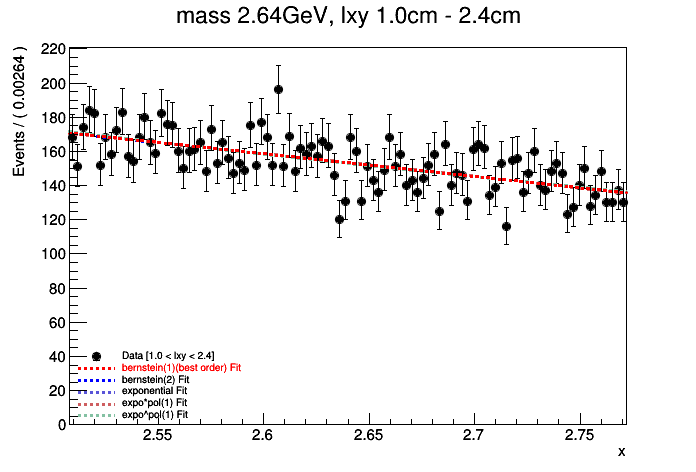 mass 2.64GeV, lxy 1.0cm - 2.4cm
Events / ( 0.00264 )
220
200
180
160
140
120
100
80
60
40
20
0
Data [1.0 < lxy < 2.4]
bernstein(1)(best order) Fit
bernstein(2) Fit
exponential Fit
expo*pol(1) Fit
expo^pol(1) Fit
2.55
2.6
2.65
2.7
2.75
x